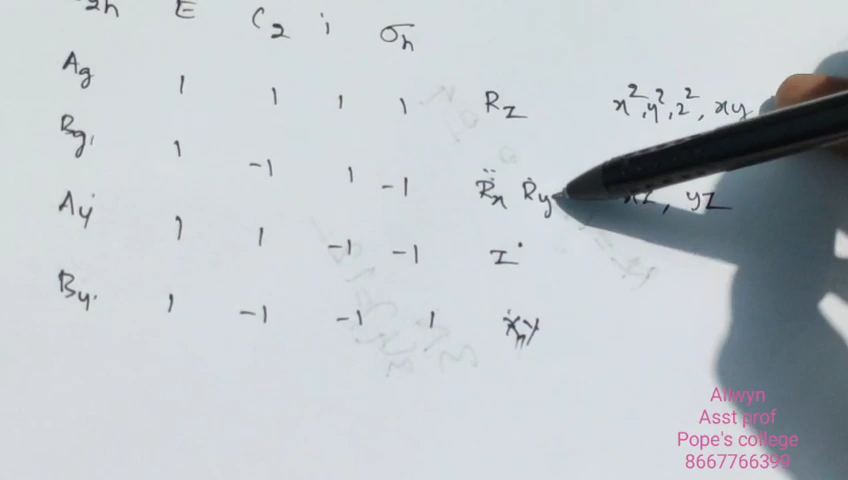 2h E C2 i σh
Ag 1 1 1 1 Rz x², y², z², xy
Bg 1 -1 1 -1 Rx Ry xz, yz
Au 1 1 -1 -1 z
Bu 1 -1 -1 1 x, y
Allwyn
Asst prof
Pope's college
8667766399